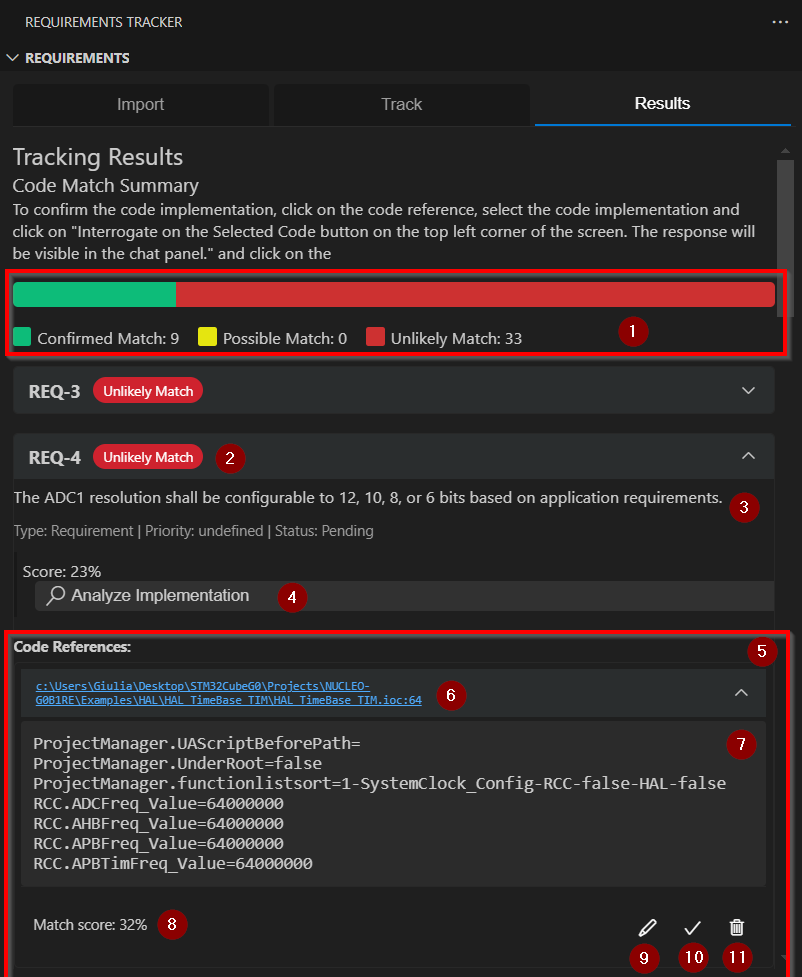 REQUIREMENTS TRACKER
REQUIREMENTS
Import Track Results
Tracking Results
Code Match Summary
To confirm the code implementation, click on the code reference, select the code implementation and
click on "Interrogate on the Selected Code button on the top left corner of the screen. The response will
be visible in the chat panel." and click on the
Confirmed Match: 9 Possible Match: 0 Unlikely Match: 33 1
REQ-3 Unlikely Match
REQ-4 Unlikely Match 2
The ADC1 resolution shall be configurable to 12, 10, 8, or 6 bits based on application requirements. 3
Type: Requirement | Priority: undefined | Status: Pending
Score: 23%
Analyze Implementation 4
Code References: 5
c:\Users\Giulia\Desktop\STM32CubeG0\Projects\NUCLEO-
G0B1RE\Examples\HAL\HAL_TimeBase_TIM\HAL_TimeBase_TIM.ioc:64 6
ProjectManager.UAScriptBeforePath= 7
ProjectManager.UnderRoot=false
ProjectManager.functionlistsort=1-SystemClock_Config-RCC-false-HAL-false
RCC.ADCFreq_Value=64000000
RCC.AHBFreq_Value=64000000
RCC.APBFreq_Value=64000000
RCC.APBTimFreq_Value=64000000
Match score: 32% 8
9 10 11